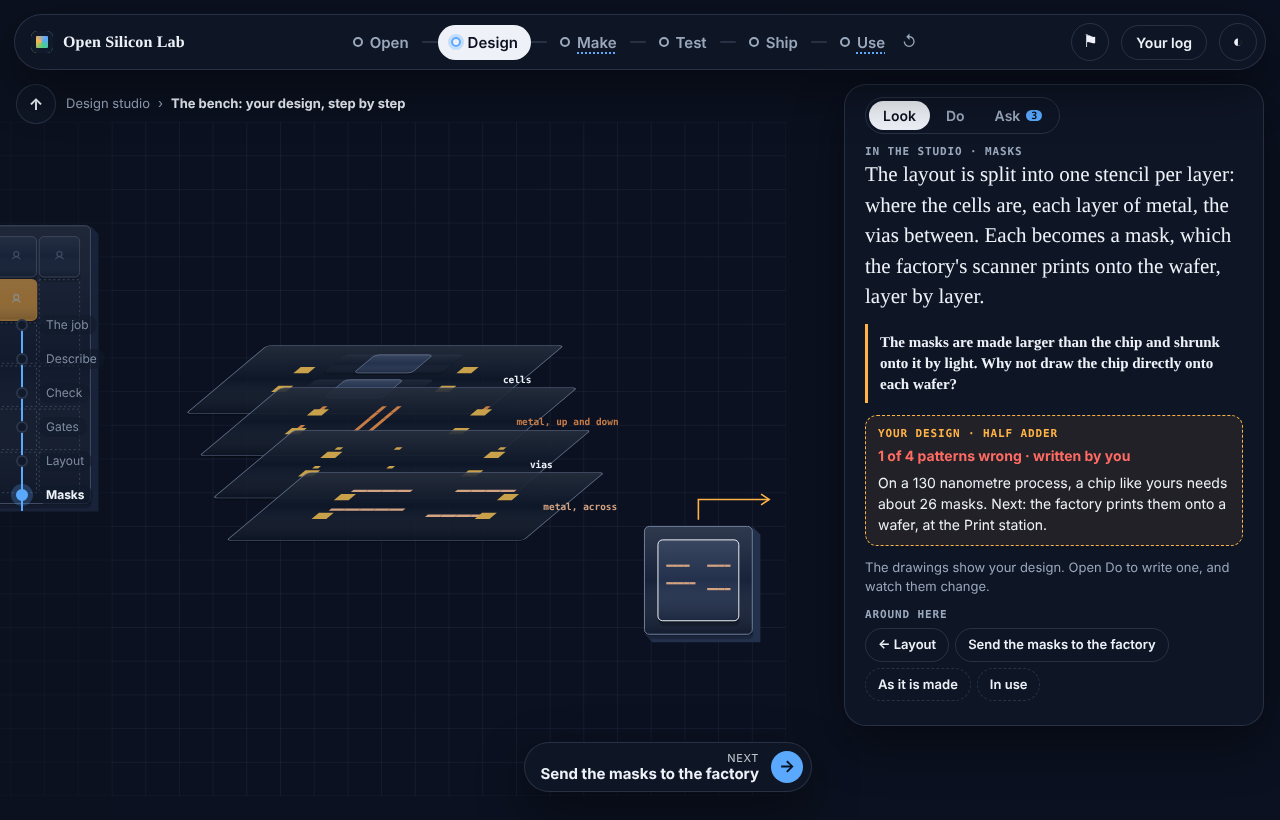 Open Silicon Lab
Open
Design
Make
Test
Ship
Use
Your log
Design studio › The bench: your design, step by step
The job
Describe
Check
Gates
Layout
Masks
cells
metal, up and down
vias
metal, across
NEXT
Send the masks to the factory
Look
Do
Ask 3
IN THE STUDIO · MASKS
The layout is split into one stencil per layer:
where the cells are, each layer of metal, the
vias between. Each becomes a mask, which
the factory's scanner prints onto the wafer,
layer by layer.
The masks are made larger than the chip and shrunk
onto it by light. Why not draw the chip directly onto
each wafer?
YOUR DESIGN · HALF ADDER
1 of 4 patterns wrong · written by you
On a 130 nanometre process, a chip like yours needs
about 26 masks. Next: the factory prints them onto a
wafer, at the Print station.
The drawings show your design. Open Do to write one, and
watch them change.
AROUND HERE
← Layout
Send the masks to the factory
As it is made
In use